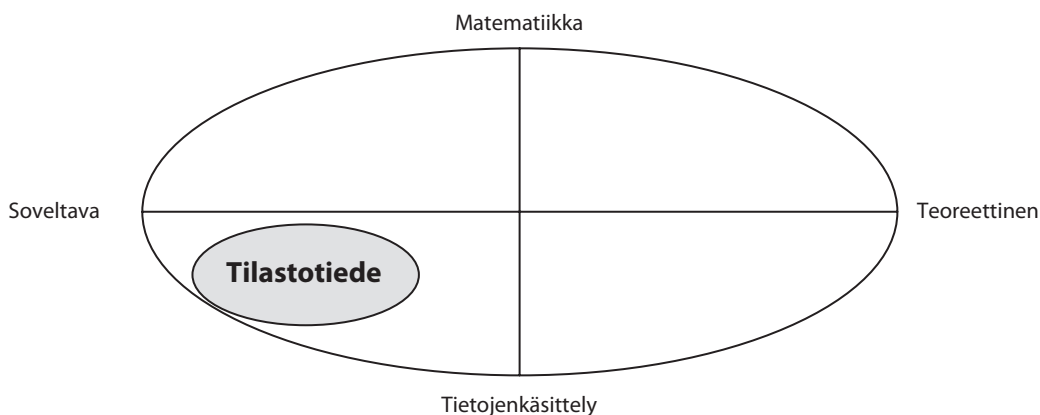 Matematiikka
Soveltava
Teoreettinen
Tilastotiede
Tietojenkäsittely